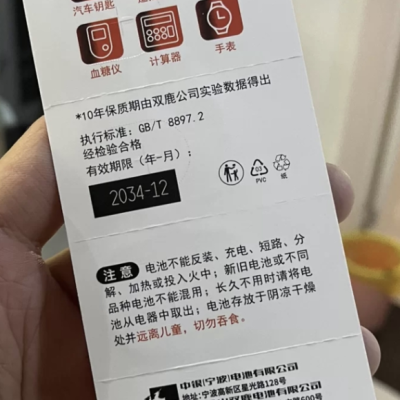 汽车钥匙
血糖仪
计算器
手表
*10年保质期由双鹿公司实验数据得出
执行标准：GB/T 8897.2
经检验合格
有效期限（年-月）：
2034-12
03
PVC
纸
注意 电池不能反装、充电、短路、分
解、加热或投入火中；新旧电池或不同
品种电池不能混用；长久不用时请将电
池从电器中取出；电池存放于阴凉干燥
处并远离儿童，切勿吞食。
中银(宁波)电池有限公司
地址：宁波高新区星光路128号